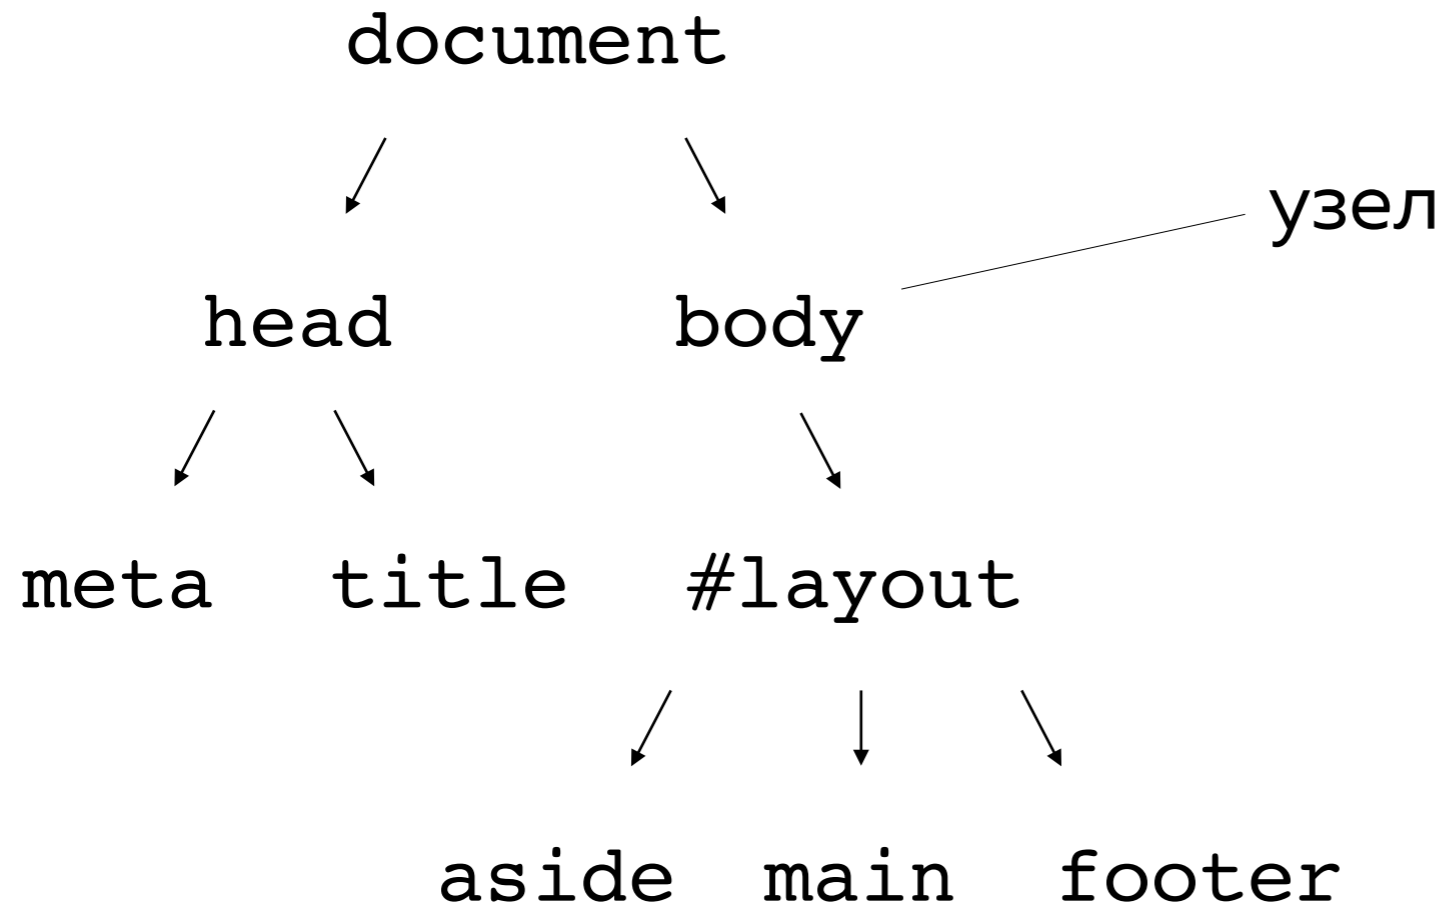 document
узел
head body
meta title #layout
aside main footer